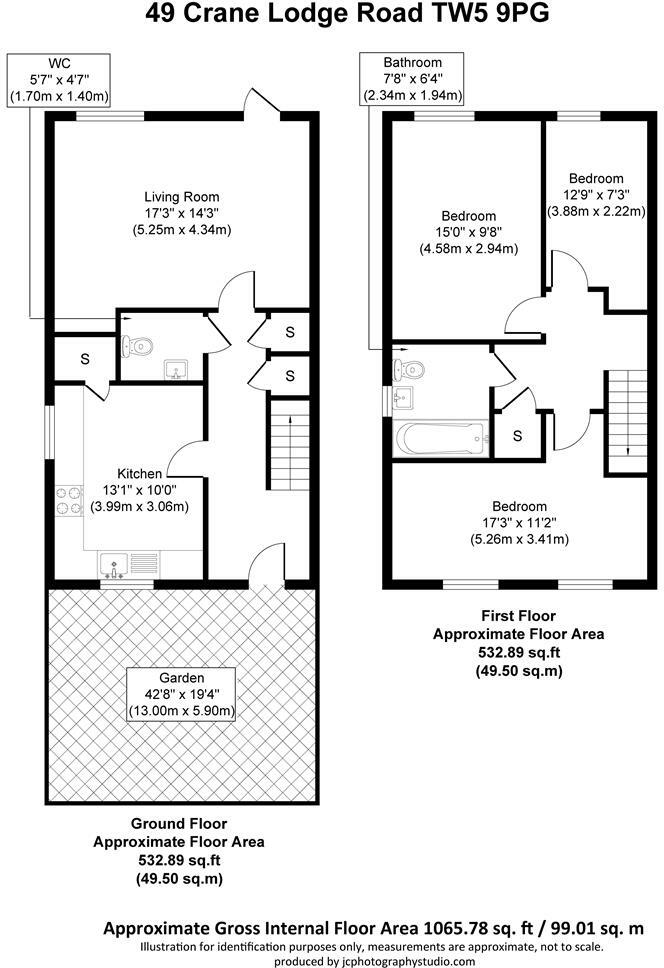 49 Crane Lodge Road TW5 9PG
WC
5'7" x 4'7"
(1.70m x 1.40m)
Living Room
17'3" x 14'3"
(5.25m x 4.34m)
S
S
S
Kitchen
13'1" x 10'0"
(3.99m x 3.06m)
Garden
42'8" x 19'4"
(13.00m x 5.90m)
Ground Floor
Approximate Floor Area
532.89 sq.ft
(49.50 sq.m)
Bathroom
7'8" x 6'4"
(2.34m x 1.94m)
Bedroom
15'0" x 9'8"
(4.58m x 2.94m)
Bedroom
12'9" x 7'3"
(3.88m x 2.22m)
S
Bedroom
17'3" x 11'2"
(5.26m x 3.41m)
First Floor
Approximate Floor Area
532.89 sq.ft
(49.50 sq.m)
Approximate Gross Internal Floor Area 1065.78 sq. ft / 99.01 sq. m
Illustration for identification purposes only, measurements are approximate, not to scale.
produced by jcphotographystudio.com